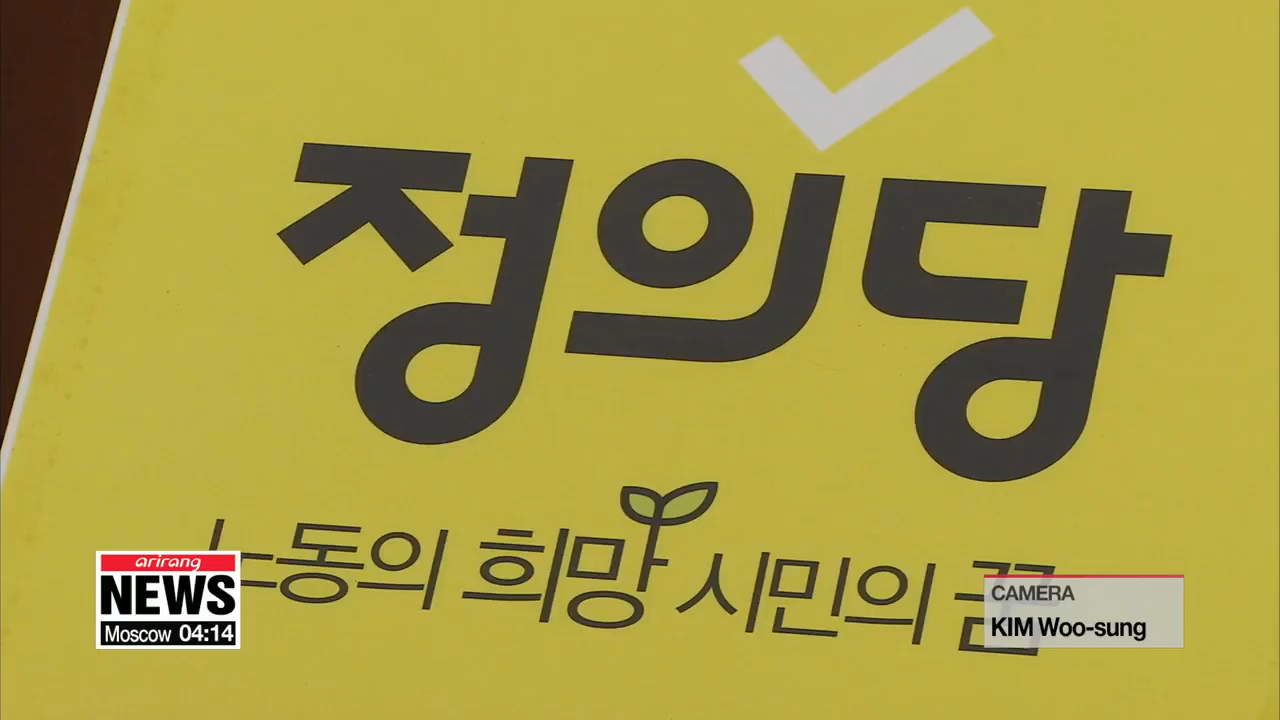 정의당
노동의 희망 시민의 꿈
arirang
NEWS
Moscow 04:14
CAMERA
KIM Woo-sung